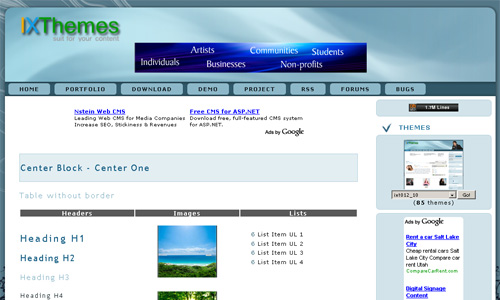 IXThemes
suit for your content
Artists
Communities
Students
Individuals
Businesses
Non-profits
HOME
PORTFOLIO
DOWNLOAD
DEMO
PROJECT
RSS
FORUMS
BUGS
Nstein Web CMS
Leading Web CMS for Media Companies
Increase SEO, Stickiness & Revenues
Free CMS for ASP.NET
Download free, full-featured CMS system
for ASP.NET.
Ads by Google
1.7M Lines
THEMES
ixt012_10
Go!
(85 themes)
Center Block - Center One
Table without border
Headers
Images
Lists
Heading H1
Heading H2
Heading H3
Heading H4
List Item UL 1
List Item UL 2
List Item UL 3
List Item UL 4
Ads by Google
Rent a car Salt Lake
City
Cheap rental cars Salt
Lake City Compare car
rent Utah
CompareCarRent.com
Digital Signage
Content